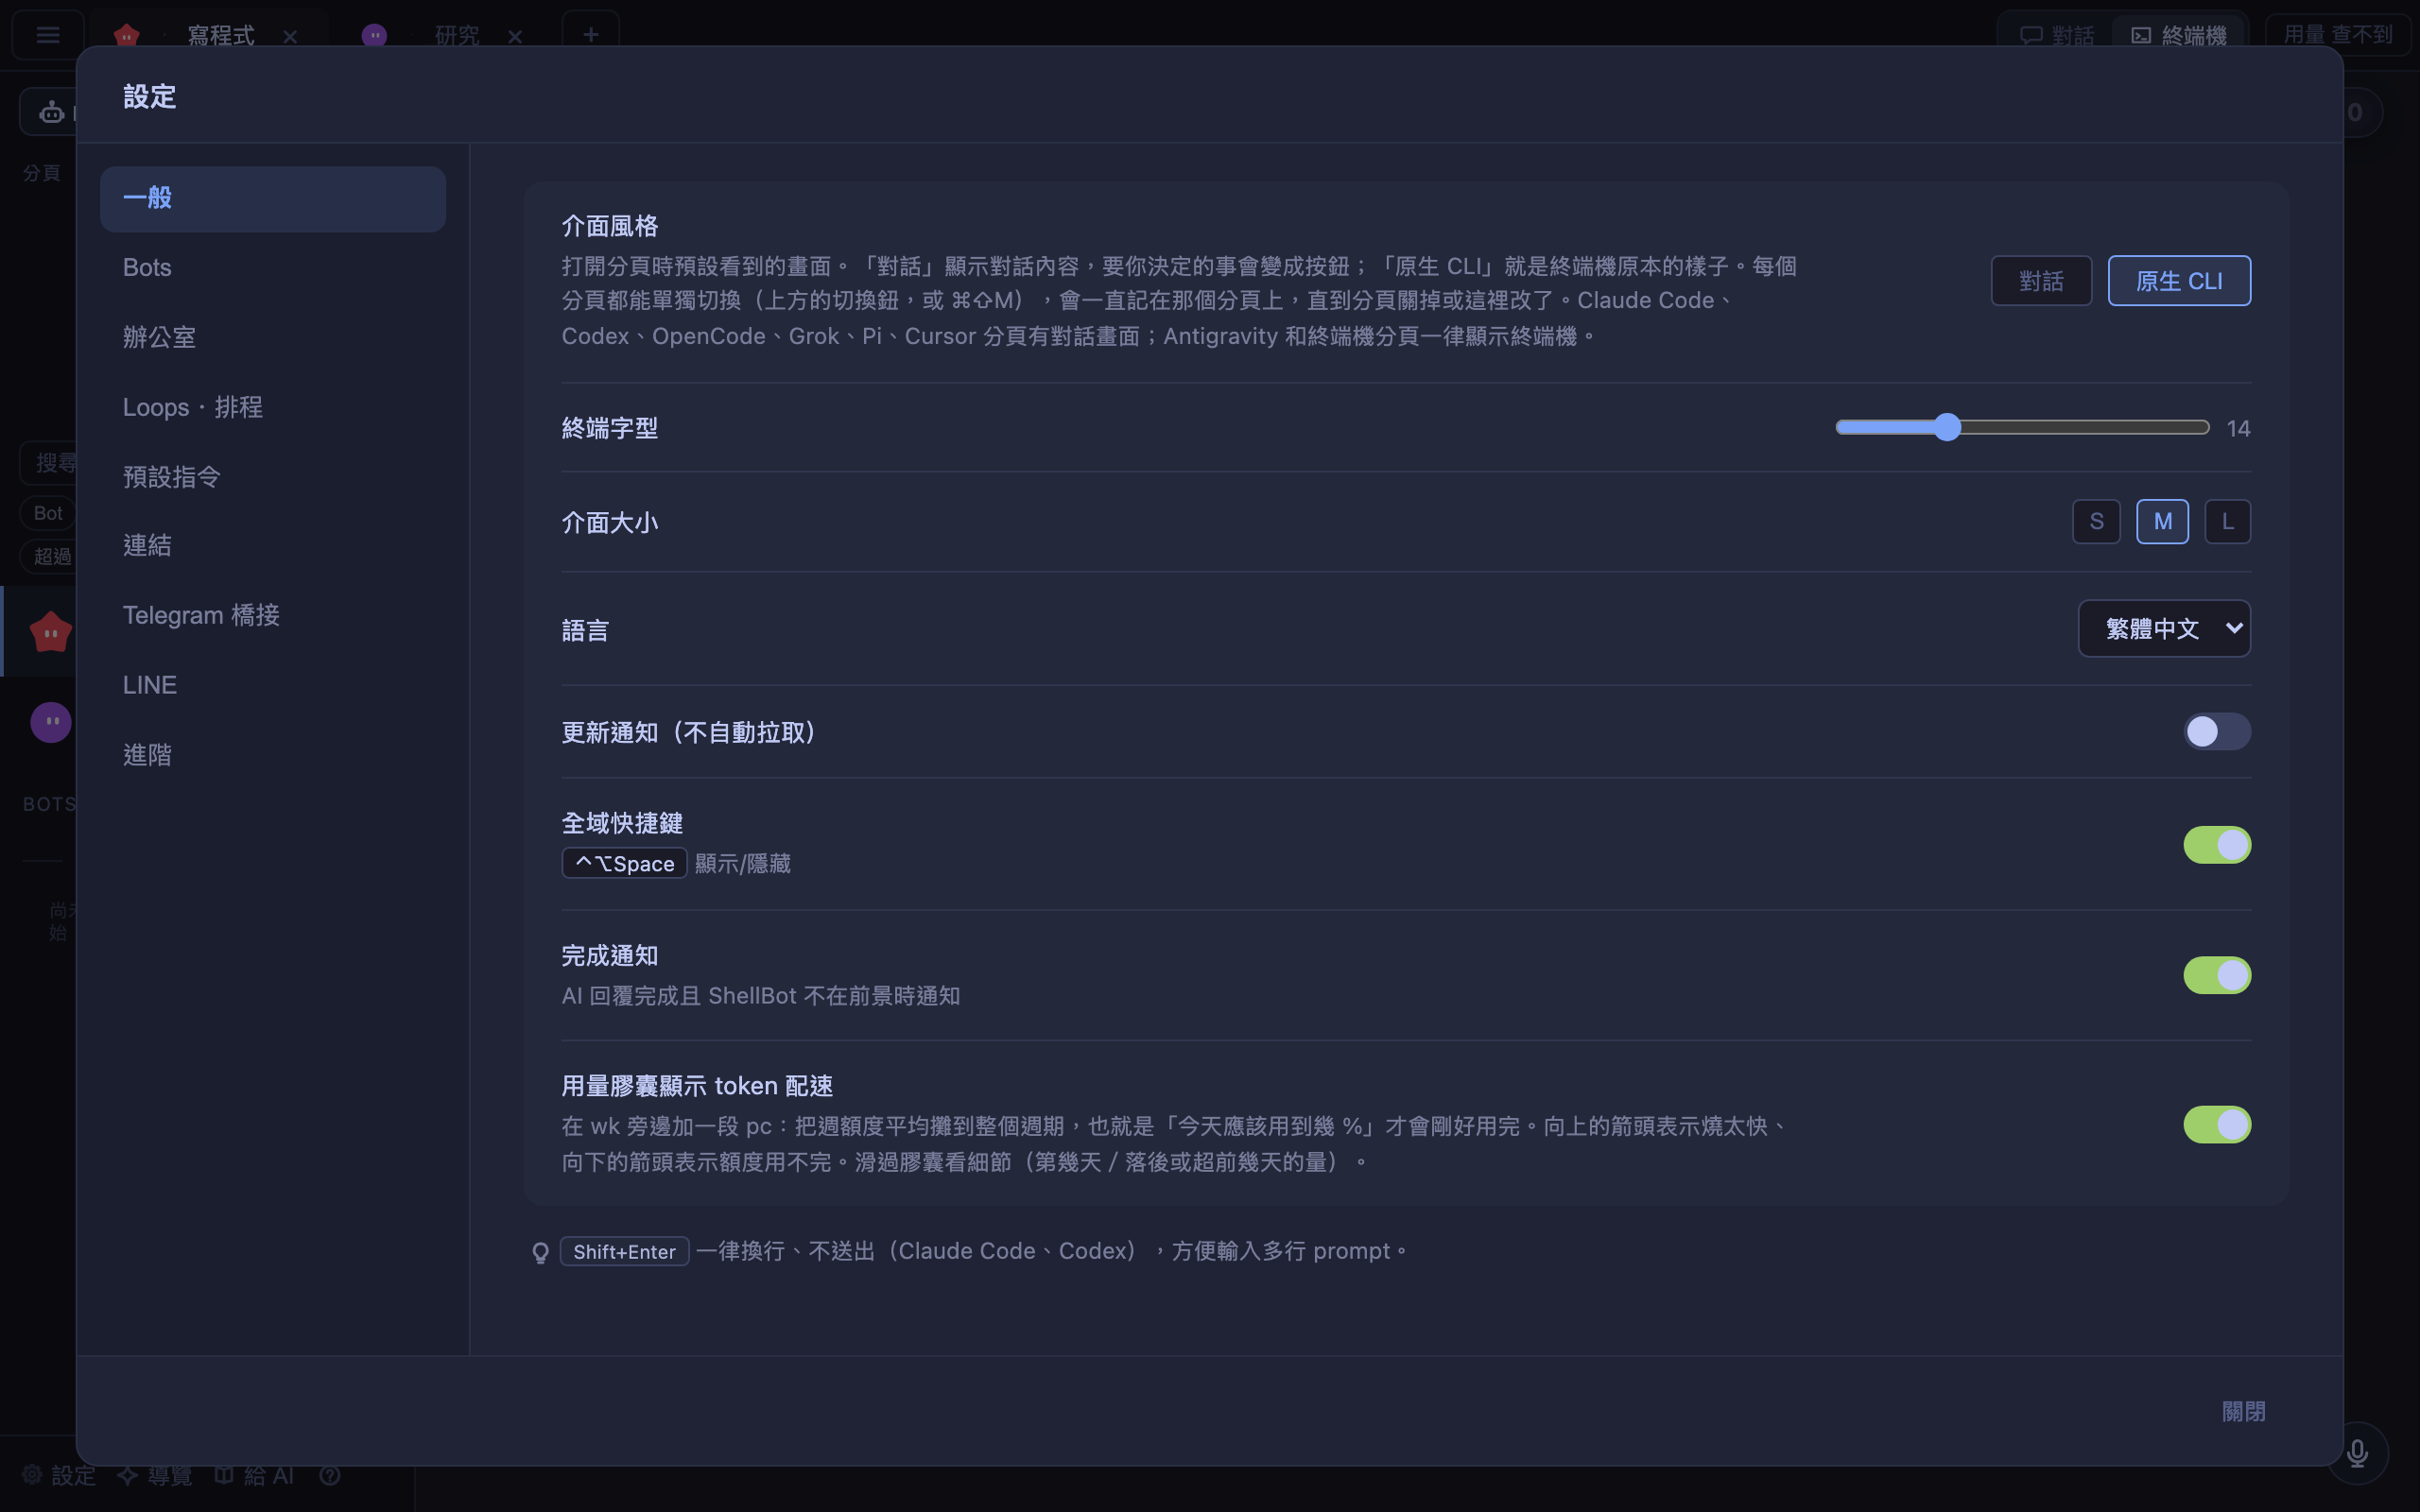 寫程式
研究
對話
終端機
用量 查不到
設定
分頁
一般
Bots
辦公室
Loops · 排程
預設指令
連結
Telegram 橋接
LINE
進階
搜尋
Bot
超過
BOTS
介面風格
打開分頁時預設看到的畫面。「對話」顯示對話內容，要你決定的事會變成按鈕；「原生 CLI」就是終端機原本的樣子。每個
分頁都能單獨切換（上方的切換鈕，或 ⌘⇧M），會一直記在那個分頁上，直到分頁關掉或這裡改了。Claude Code、
Codex、OpenCode、Grok、Pi、Cursor 分頁有對話畫面；Antigravity 和終端機分頁一律顯示終端機。
對話
原生 CLI
終端字型
14
介面大小
S
M
L
語言
繁體中文
更新通知（不自動拉取）
全域快捷鍵
^⌥Space 顯示/隱藏
完成通知
AI 回覆完成且 ShellBot 不在前景時通知
用量膠囊顯示 token 配速
在 wk 旁邊加一段 pc：把週額度平均攤到整個週期，也就是「今天應該用到幾 %」才會剛好用完。向上的箭頭表示燒太快、
向下的箭頭表示額度用不完。滑過膠囊看細節（第幾天 / 落後或超前幾天的量）。
Shift+Enter 一律換行、不送出（Claude Code、Codex），方便輸入多行 prompt。
關閉
設定
導覽
給 AI